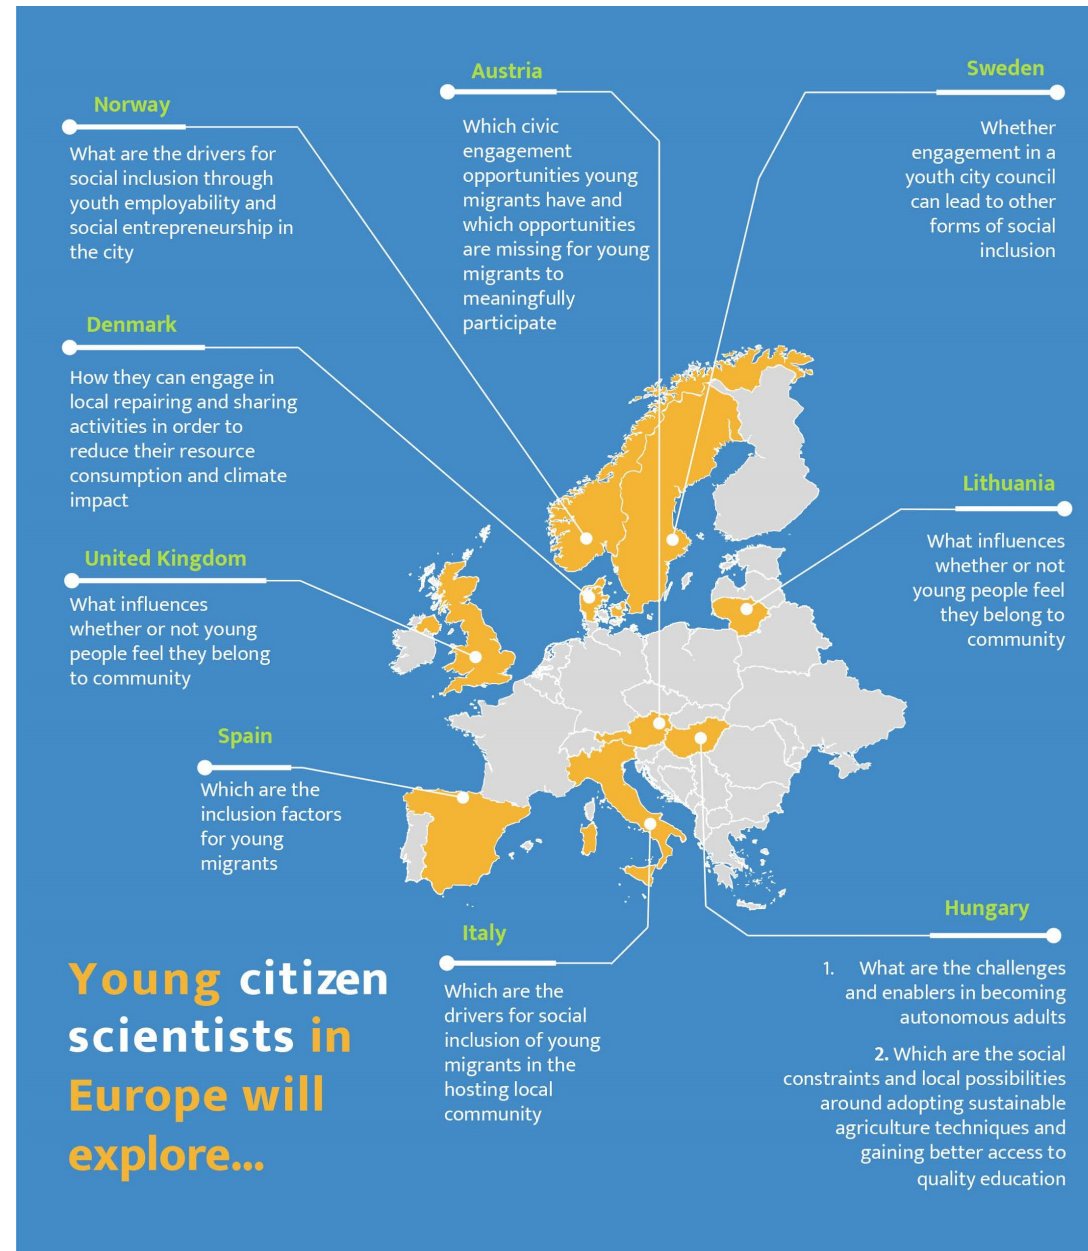 Norway
What are the drivers for
social inclusion through
youth employability and
social entrepreneurship in
the city
Austria
Which civic
engagement
opportunities young
migrants have and
which opportunities
are missing for young
migrants to
meaningfully
participate
Sweden
Whether
engagement in a
youth city council
can lead to other
forms of social
inclusion
Denmark
How they can engage in
local repairing and sharing
activities in order to
reduce their resource
consumption and climate
impact
Lithuania
What influences
whether or not
young people feel
they belong to
community
United Kingdom
What influences
whether or not young
people feel they belong
to community
Spain
Which are the
inclusion factors
for young
migrants
Italy
Which are the
drivers for social
inclusion of young
migrants in the
hosting local
community
Hungary
1. What are the challenges
and enablers in becoming
autonomous adults
2. Which are the social
constraints and local possibilities
around adopting sustainable
agriculture techniques and
gaining better access to
quality education
Young citizen
scientists in
Europe will
explore...